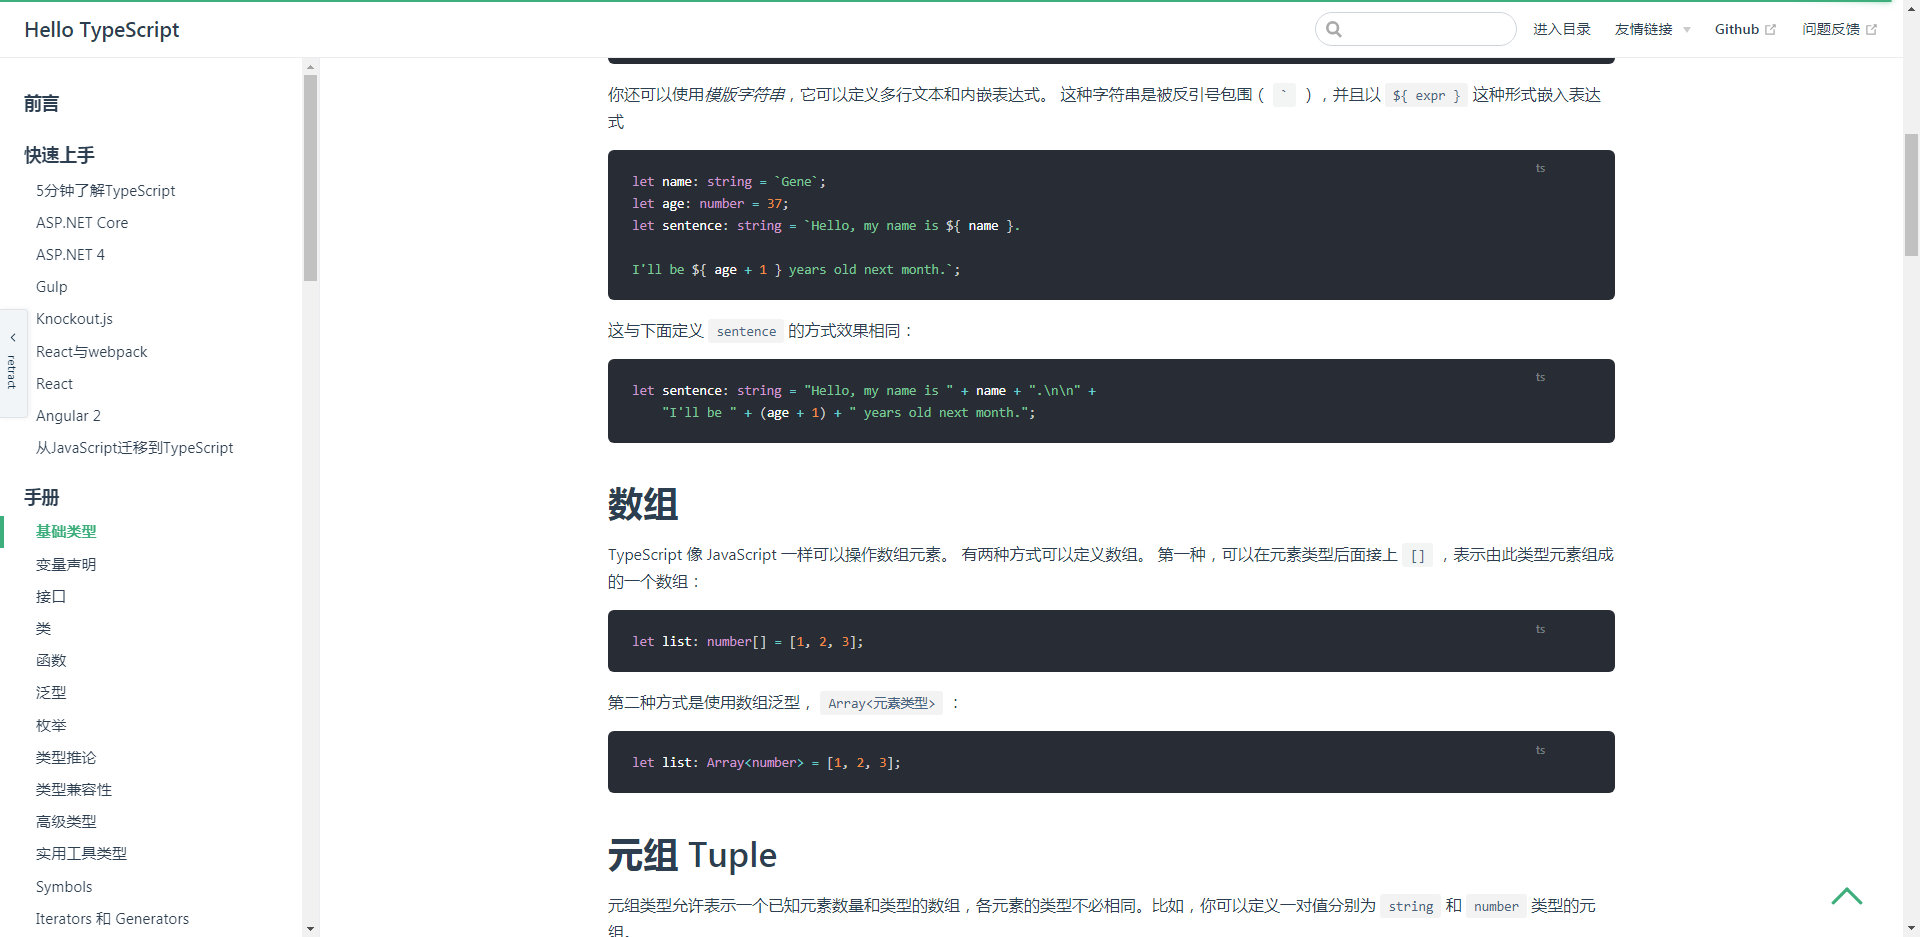 Hello TypeScript
进入目录
友情链接
Github
问题反馈
前言
快速上手
5分钟了解TypeScript
ASP.NET Core
ASP.NET 4
Gulp
Knockout.js
React与webpack
React
Angular 2
从JavaScript迁移到TypeScript
手册
基础类型
变量声明
接口
类
函数
泛型
枚举
类型推论
类型兼容性
高级类型
实用工具类型
Symbols
Iterators 和 Generators
retract
你还可以使用模版字符串，它可以定义多行文本和内嵌表达式。 这种字符串是被反引号包围（ ` ），并且以 ${ expr } 这种形式嵌入表达
式
ts
let name: string = `Gene`;
let age: number = 37;
let sentence: string = `Hello, my name is ${ name }.
I'll be ${ age + 1 } years old next month.`;
这与下面定义 sentence 的方式效果相同：
ts
let sentence: string = "Hello, my name is " + name + ".\n\n" +
"I'll be " + (age + 1) + " years old next month.";
数组
TypeScript 像 JavaScript 一样可以操作数组元素。 有两种方式可以定义数组。 第一种，可以在元素类型后面接上 [] ，表示由此类型元素组成
的一个数组：
ts
let list: number[] = [1, 2, 3];
第二种方式是使用数组泛型， Array<元素类型> ：
ts
let list: Array<number> = [1, 2, 3];
元组 Tuple
元组类型允许表示一个已知元素数量和类型的数组，各元素的类型不必相同。比如，你可以定义一对值分别为 string 和 number 类型的元
组。